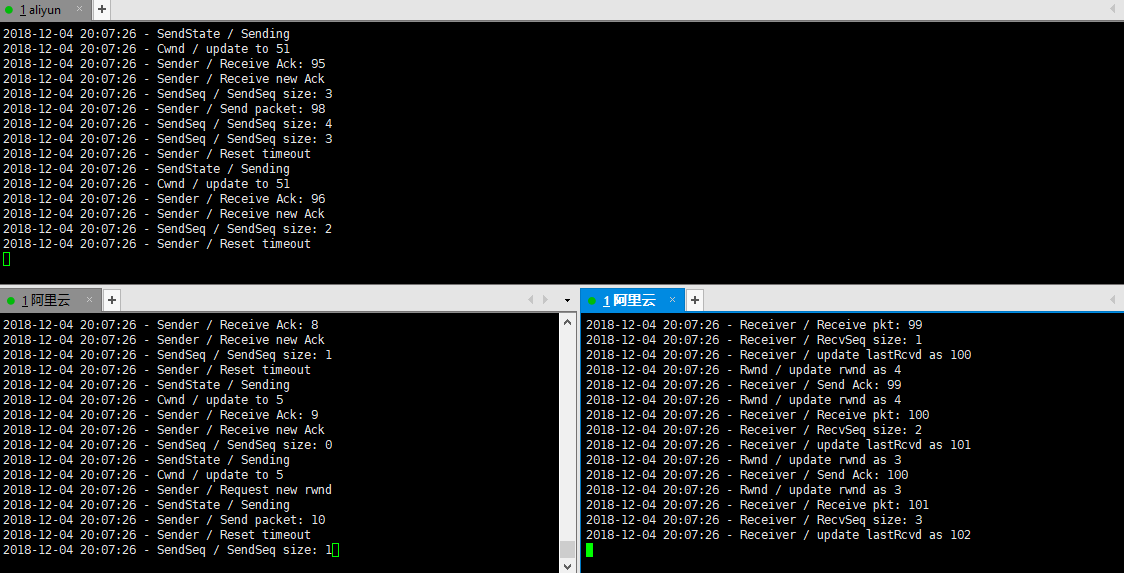 1 aliyun
2018-12-04 20:07:26 - SendState / Sending
2018-12-04 20:07:26 - Cwnd / update to 51
2018-12-04 20:07:26 - Sender / Receive Ack: 95
2018-12-04 20:07:26 - Sender / Receive new Ack
2018-12-04 20:07:26 - SendSeq / SendSeq size: 3
2018-12-04 20:07:26 - Sender / Send packet: 98
2018-12-04 20:07:26 - SendSeq / SendSeq size: 4
2018-12-04 20:07:26 - SendSeq / SendSeq size: 3
2018-12-04 20:07:26 - Sender / Reset timeout
2018-12-04 20:07:26 - SendState / Sending
2018-12-04 20:07:26 - Cwnd / update to 51
2018-12-04 20:07:26 - Sender / Receive Ack: 96
2018-12-04 20:07:26 - Sender / Receive new Ack
2018-12-04 20:07:26 - SendSeq / SendSeq size: 2
2018-12-04 20:07:26 - Sender / Reset timeout
1 阿里云
2018-12-04 20:07:26 - Sender / Receive Ack: 8
2018-12-04 20:07:26 - Sender / Receive new Ack
2018-12-04 20:07:26 - SendSeq / SendSeq size: 1
2018-12-04 20:07:26 - Sender / Reset timeout
2018-12-04 20:07:26 - SendState / Sending
2018-12-04 20:07:26 - Cwnd / update to 5
2018-12-04 20:07:26 - Sender / Receive Ack: 9
2018-12-04 20:07:26 - Sender / Receive new Ack
2018-12-04 20:07:26 - SendSeq / SendSeq size: 0
2018-12-04 20:07:26 - SendState / Sending
2018-12-04 20:07:26 - Cwnd / update to 5
2018-12-04 20:07:26 - Sender / Request new rwnd
2018-12-04 20:07:26 - SendState / Sending
2018-12-04 20:07:26 - Sender / Send packet: 10
2018-12-04 20:07:26 - Sender / Reset timeout
2018-12-04 20:07:26 - SendSeq / SendSeq size: 1
1 阿里云
2018-12-04 20:07:26 - Receiver / Receive pkt: 99
2018-12-04 20:07:26 - Receiver / RecvSeq size: 1
2018-12-04 20:07:26 - Receiver / update lastRcvd as 100
2018-12-04 20:07:26 - Rwnd / update rwnd as 4
2018-12-04 20:07:26 - Receiver / Send Ack: 99
2018-12-04 20:07:26 - Rwnd / update rwnd as 4
2018-12-04 20:07:26 - Receiver / Receive pkt: 100
2018-12-04 20:07:26 - Receiver / RecvSeq size: 2
2018-12-04 20:07:26 - Receiver / update lastRcvd as 101
2018-12-04 20:07:26 - Rwnd / update rwnd as 3
2018-12-04 20:07:26 - Receiver / Send Ack: 100
2018-12-04 20:07:26 - Rwnd / update rwnd as 3
2018-12-04 20:07:26 - Receiver / Receive pkt: 101
2018-12-04 20:07:26 - Receiver / RecvSeq size: 3
2018-12-04 20:07:26 - Receiver / update lastRcvd as 102